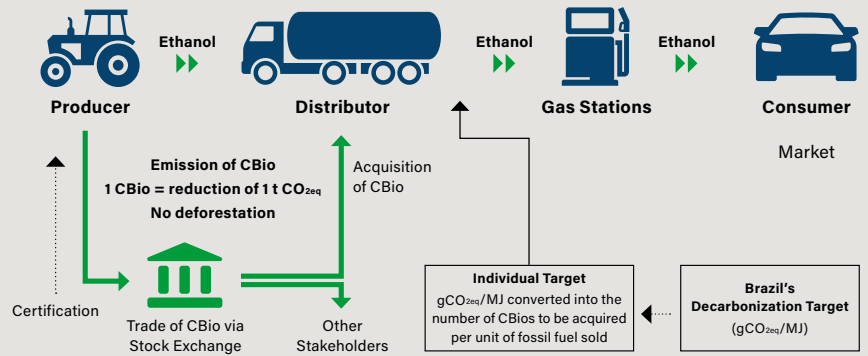 Ethanol
Ethanol
Ethanol
Producer
Distributor
Gas Stations
Consumer
Market
Emission of CBio
1 CBio = reduction of 1 t CO2eq
No deforestation
Acquisition
of CBio
Certification
Trade of CBio via
Stock Exchange
Other
Stakeholders
Individual Target
gCO2eq/MJ converted into the
number of CBios to be acquired
per unit of fossil fuel sold
Brazil's
Decarbonization Target
(gCO2eq/MJ)